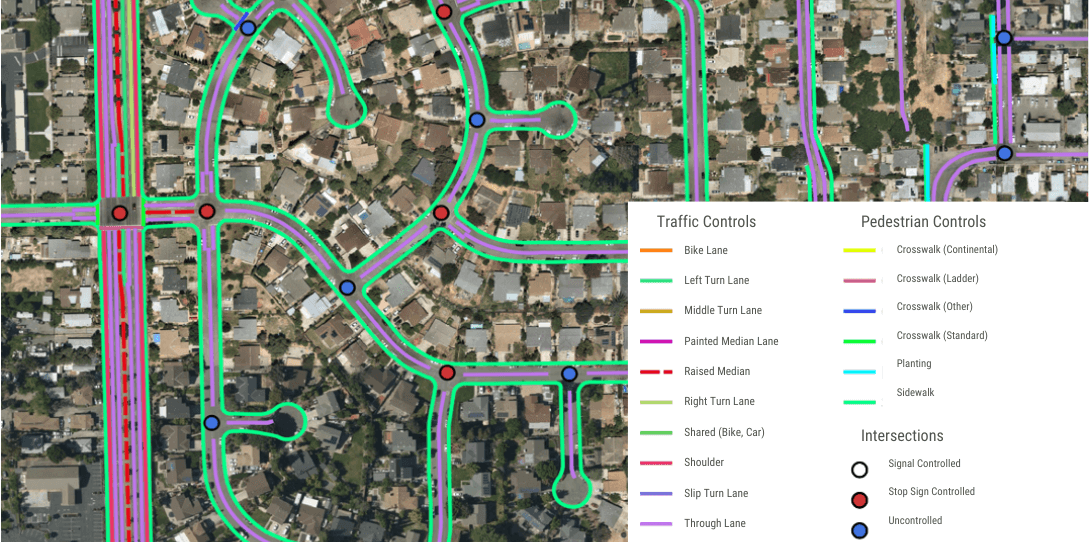 Traffic Controls
Bike Lane
Left Turn Lane
Middle Turn Lane
Painted Median Lane
Raised Median
Right Turn Lane
Shared (Bike, Car)
Shoulder
Slip Turn Lane
Through Lane
Pedestrian Controls
Crosswalk (Continental)
Crosswalk (Ladder)
Crosswalk (Other)
Crosswalk (Standard)
Planting
Sidewalk
Intersections
Signal Controlled
Stop Sign Controlled
Uncontrolled